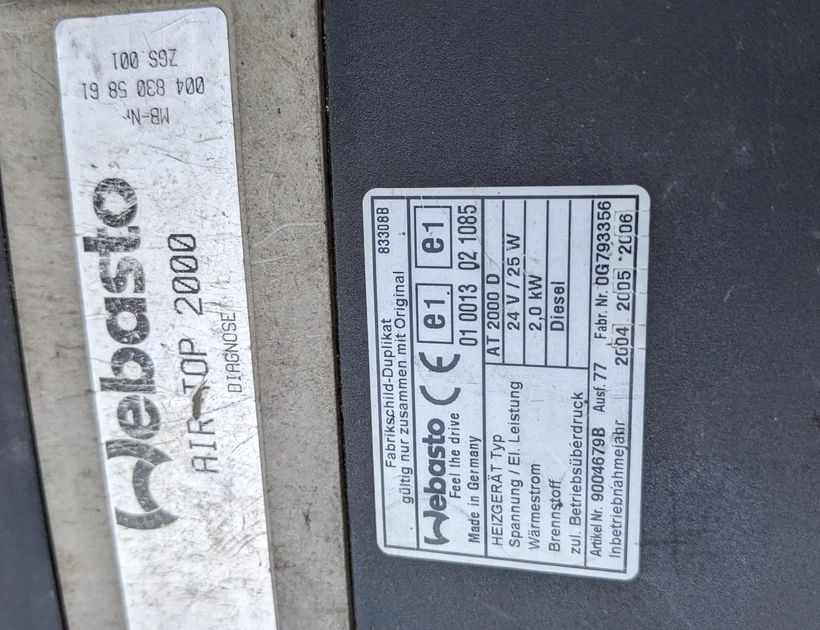 Webasto
AIR TOP 2000
DIAGNOSE
MB-Nr
004 830 58 61
ZGS 001
Fabrikschild-Duplikat
gültig nur zusammen mit Original
83308B
Webasto CE e1 e1
Feel the drive
Made in Germany
01 0013 02 1085
HEIZGERÄT Typ AT 2000 D
Spannung / El. Leistung 24 V / 25 W
Wärmestrom 2,0 kW
Brennstoff Diesel
zul. Betriebsüberdruck
Artikel Nr. 9004679B Ausf. 77 Fabr. Nr. 0G793356
Inbetriebnahmejahr 2004 2005 2006